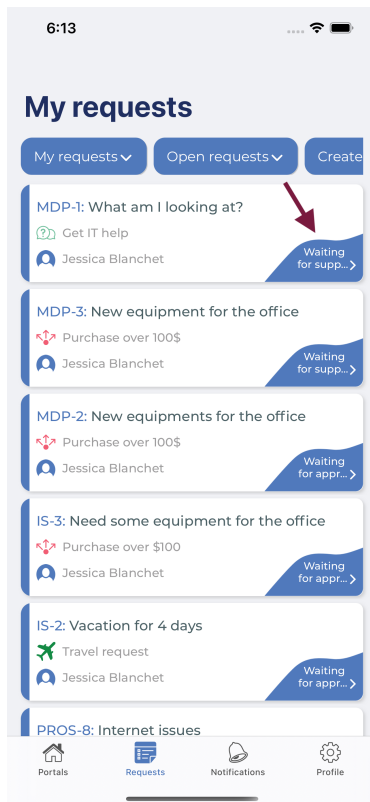 6:13
My requests
My requests
Open requests
Create
MDP-1: What am I looking at?
Get IT help
Jessica Blanchet
Waiting
for supp...
MDP-3: New equipment for the office
Purchase over 100$
Jessica Blanchet
Waiting
for supp...
MDP-2: New equipments for the office
Purchase over 100$
Jessica Blanchet
Waiting
for appr...
IS-3: Need some equipment for the office
Purchase over $100
Jessica Blanchet
Waiting
for appr...
IS-2: Vacation for 4 days
Travel request
Jessica Blanchet
Waiting
for appr...
PROS-8: Internet issues
Portals
Requests
Notifications
Profile